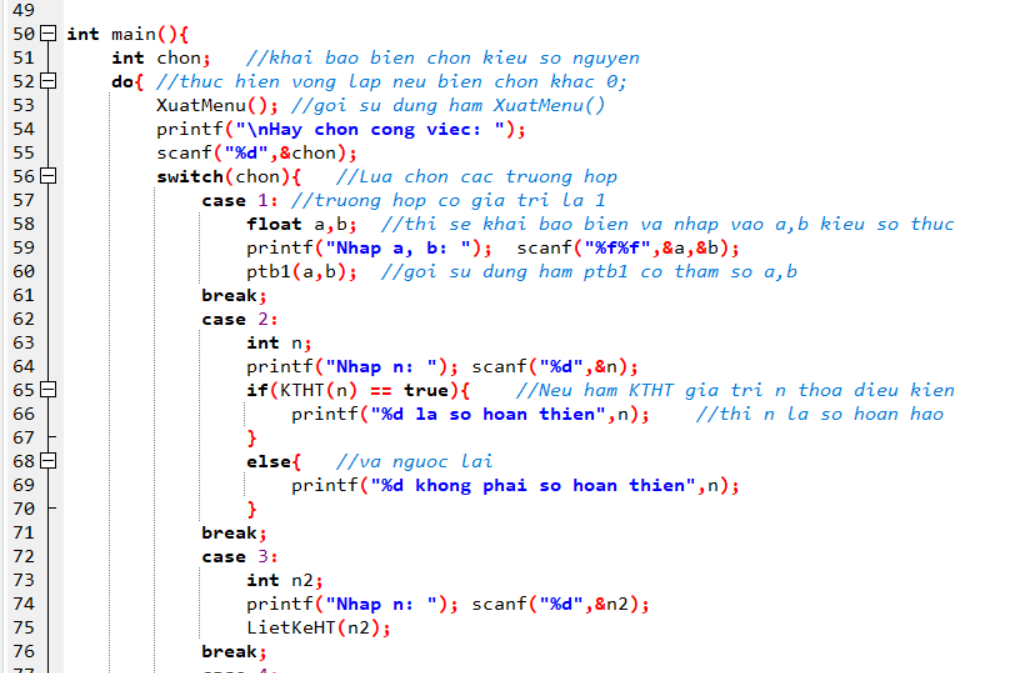 49
50 int main(){
51 int chon; //khai bao bien chon kieu so nguyen
52 do{ //thuc hien vong lap neu bien chon khac 0;
53 XuatMenu(); //goi su dung ham XuatMenu()
54 printf("\nHay chon cong viec: ");
55 scanf("%d",&chon);
56 switch(chon){ //Lua chon cac truong hop
57 case 1: //truong hop co gia tri la 1
58 float a,b; //thi se khai bao bien va nhap vao a,b kieu so thuc
59 printf("Nhap a, b: "); scanf("%f%f",&a,&b);
60 ptb1(a,b); //goi su dung ham ptb1 co tham so a,b
61 break;
62 case 2:
63 int n;
64 printf("Nhap n: "); scanf("%d",&n);
65 if(KTHT(n) == true){ //Neu ham KTHT gia tri n thoa dieu kien
66 printf("%d la so hoan thien",n); //thi n la so hoan hao
67 }
68 else{ //va nguoc lai
69 printf("%d khong phai so hoan thien",n);
70 }
71 break;
72 case 3:
73 int n2;
74 printf("Nhap n: "); scanf("%d",&n2);
75 LietKeHT(n2);
76 break;